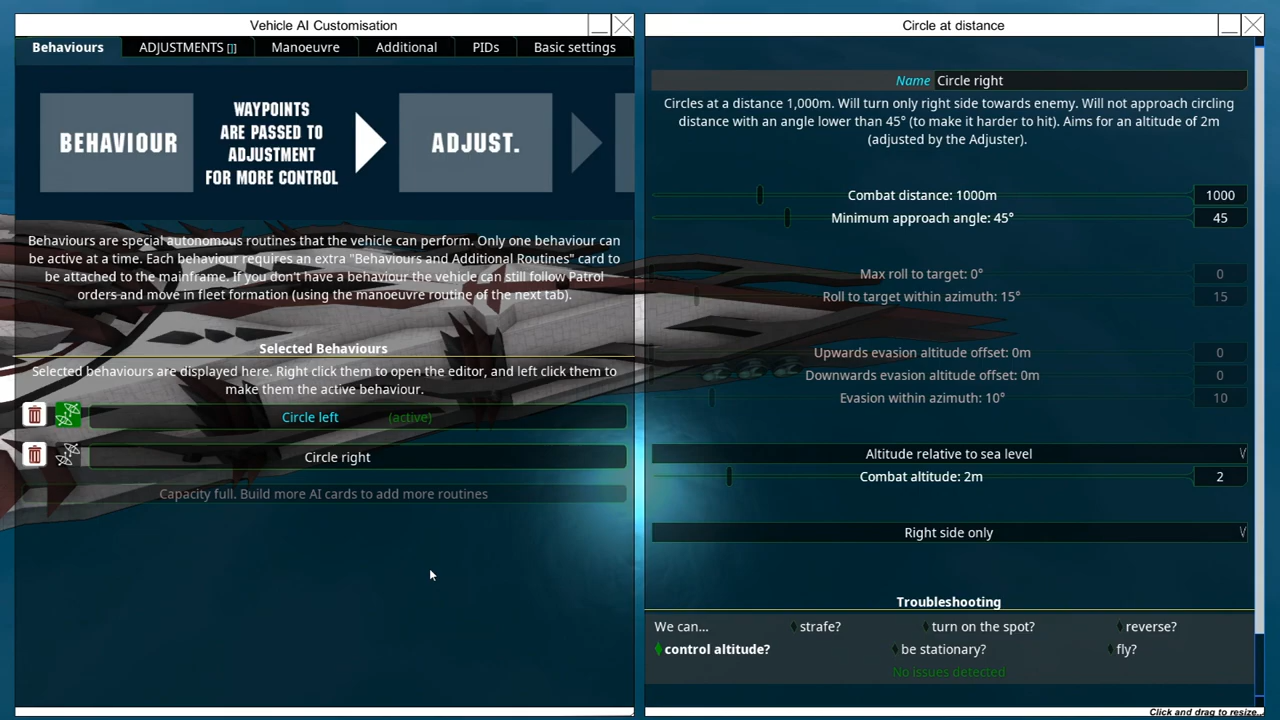 Vehicle AI Customisation
Behaviours
ADJUSTMENTS []
Manoeuvre
Additional
PIDs
Basic settings
BEHAVIOUR
WAYPOINTS
ARE PASSED TO
ADJUSTMENT
FOR MORE CONTROL
ADJUST.
Behaviours are special autonomous routines that the vehicle can perform. Only one behaviour can
be active at a time. Each behaviour requires an extra "Behaviours and Additional Routines" card to
be attached to the mainframe. If you don't have a behaviour the vehicle can still follow Patrol
orders and move in fleet formation (using the manoeuvre routine of the next tab).
Selected Behaviours
Selected behaviours are displayed here. Right click them to open the editor, and left click them to
make them the active behaviour.
Circle left (active)
Circle right
Capacity full. Build more AI cards to add more routines
Circle at distance
Name Circle right
Circles at a distance 1,000m. Will turn only right side towards enemy. Will not approach circling
distance with an angle lower than 45° (to make it harder to hit). Aims for an altitude of 2m
(adjusted by the Adjuster).
Combat distance: 1000m 1000
Minimum approach angle: 45° 45
Max roll to target: 0° 0
Roll to target within azimuth: 15° 15
Upwards evasion altitude offset: 0m 0
Downwards evasion altitude offset: 0m 0
Evasion within azimuth: 10° 10
Altitude relative to sea level V
Combat altitude: 2m 2
Right side only V
Troubleshooting
We can... strafe? turn on the spot? reverse?
control altitude? be stationary? fly?
No issues detected
Click and drag to resize..